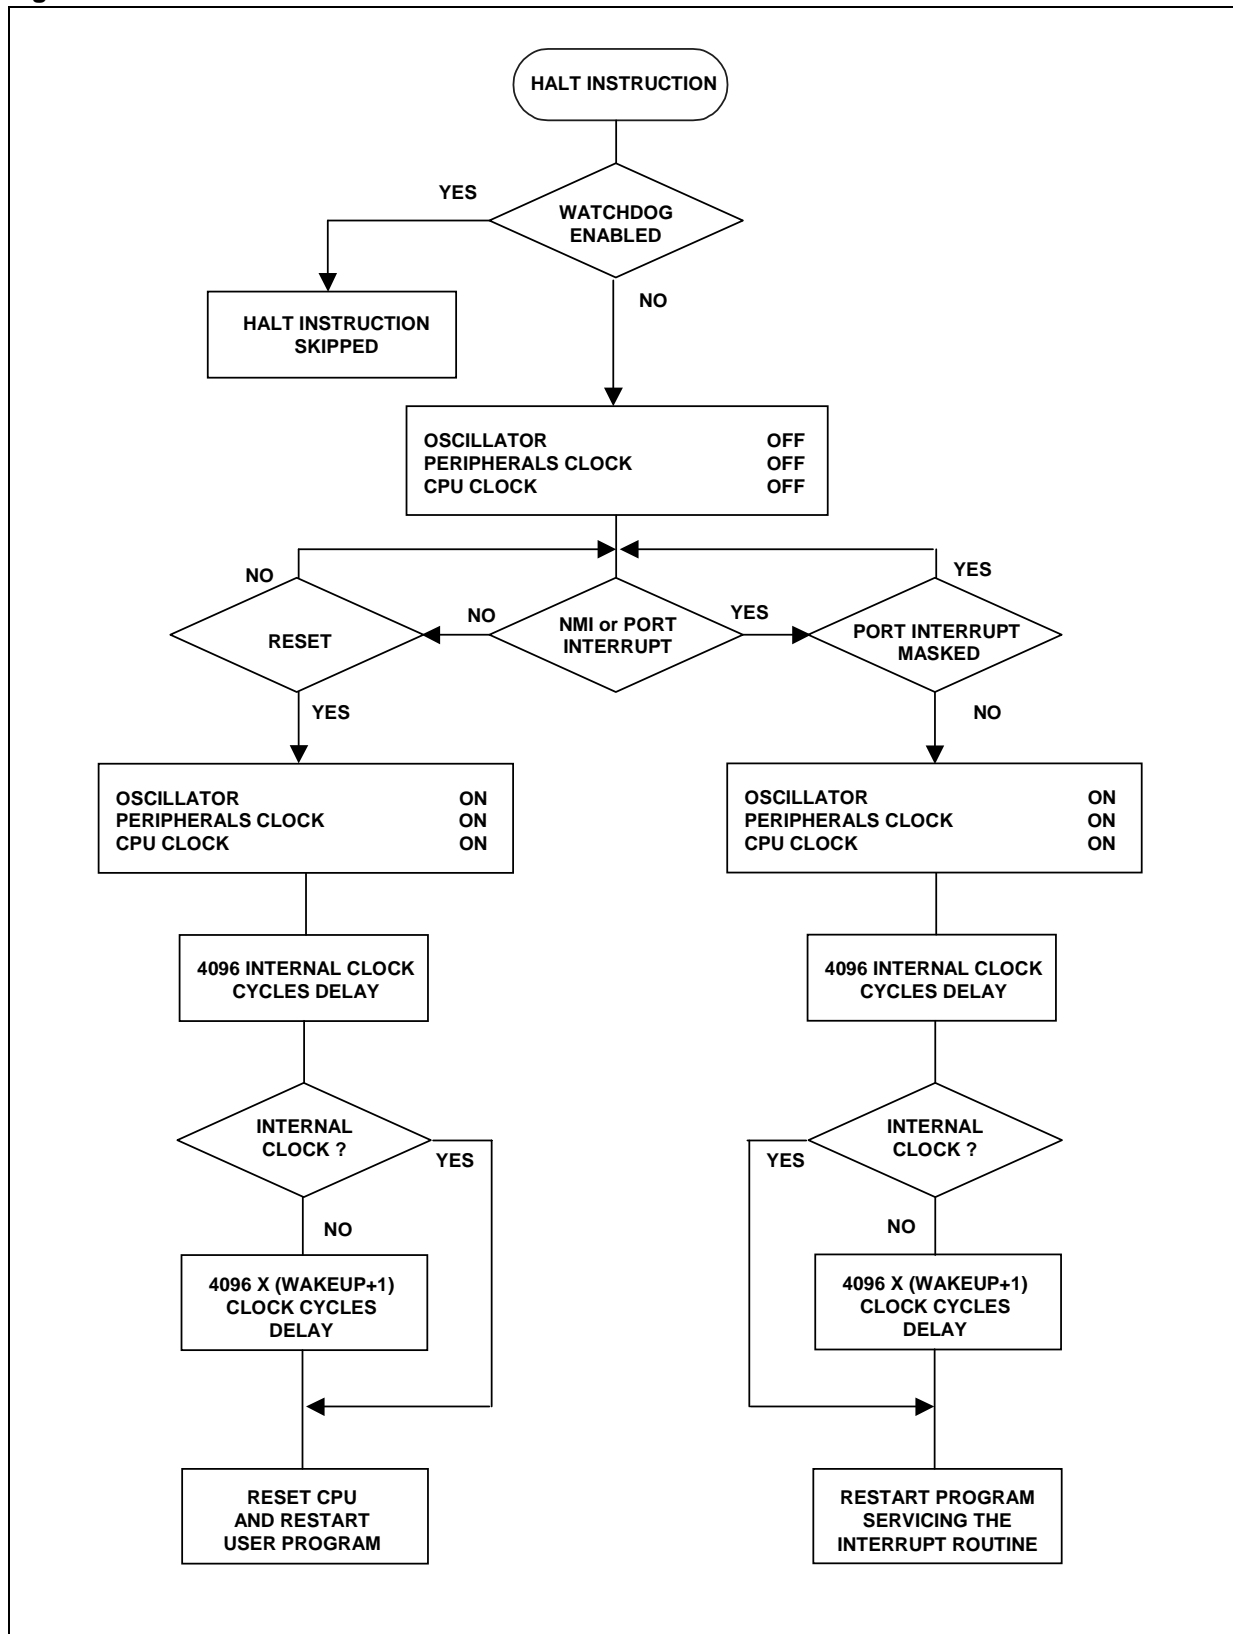 HALT INSTRUCTION
YES
WATCHDOG
ENABLED
NO
HALT INSTRUCTION
SKIPPED
OSCILLATOR OFF
PERIPHERALS CLOCK OFF
CPU CLOCK OFF
NO
YES
NO
YES
RESET
NMI or PORT
INTERRUPT
PORT INTERRUPT
MASKED
YES
NO
OSCILLATOR ON
PERIPHERALS CLOCK ON
CPU CLOCK ON
OSCILLATOR ON
PERIPHERALS CLOCK ON
CPU CLOCK ON
4096 INTERNAL CLOCK
CYCLES DELAY
4096 INTERNAL CLOCK
CYCLES DELAY
INTERNAL
CLOCK ?
YES
INTERNAL
CLOCK ?
YES
NO
NO
4096 X (WAKEUP+1)
CLOCK CYCLES
DELAY
4096 X (WAKEUP+1)
CLOCK CYCLES
DELAY
RESET CPU
AND RESTART
USER PROGRAM
RESTART PROGRAM
SERVICING THE
INTERRUPT ROUTINE